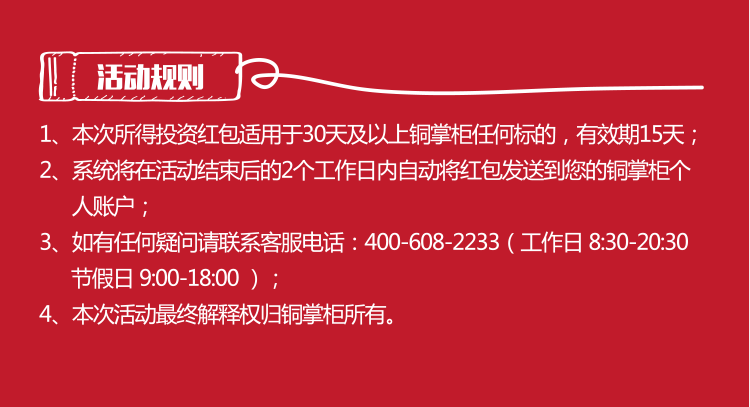 活动规则
1、本次所得投资红包适用于30天及以上铜掌柜任何标的，有效期15天；
2、系统将在活动结束后的2个工作日内自动将红包发送到您的铜掌柜个
人账户；
3、如有任何疑问请联系客服电话：400-608-2233（工作日 8:30-20:30
节假日 9:00-18:00 ）；
4、本次活动最终解释权归铜掌柜所有。